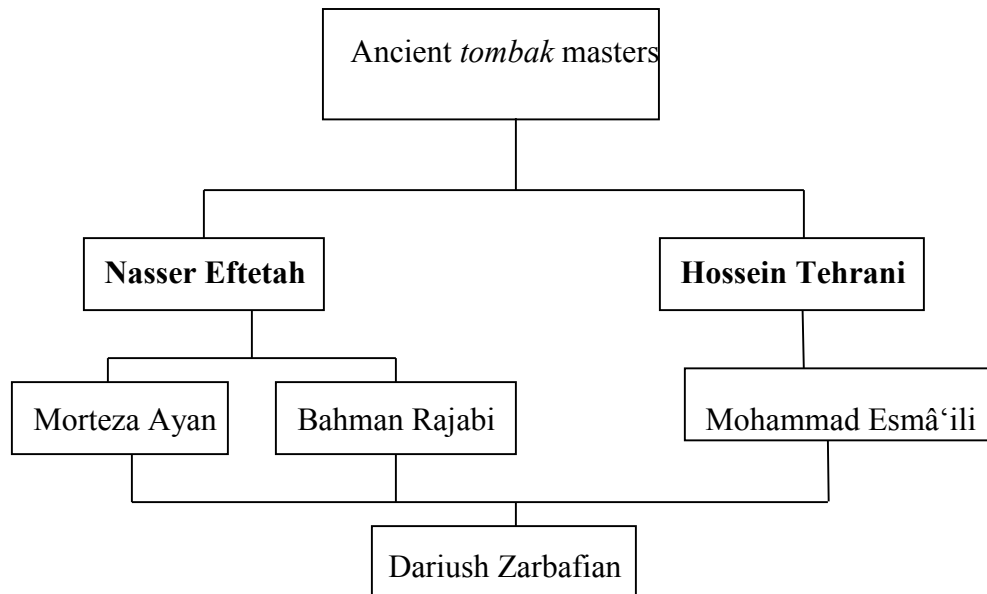 Ancient tombak masters
Nasser Eftetah
Hossein Tehrani
Morteza Ayan
Bahman Rajabi
Mohammad Esmâ‘ili
Dariush Zarbafian